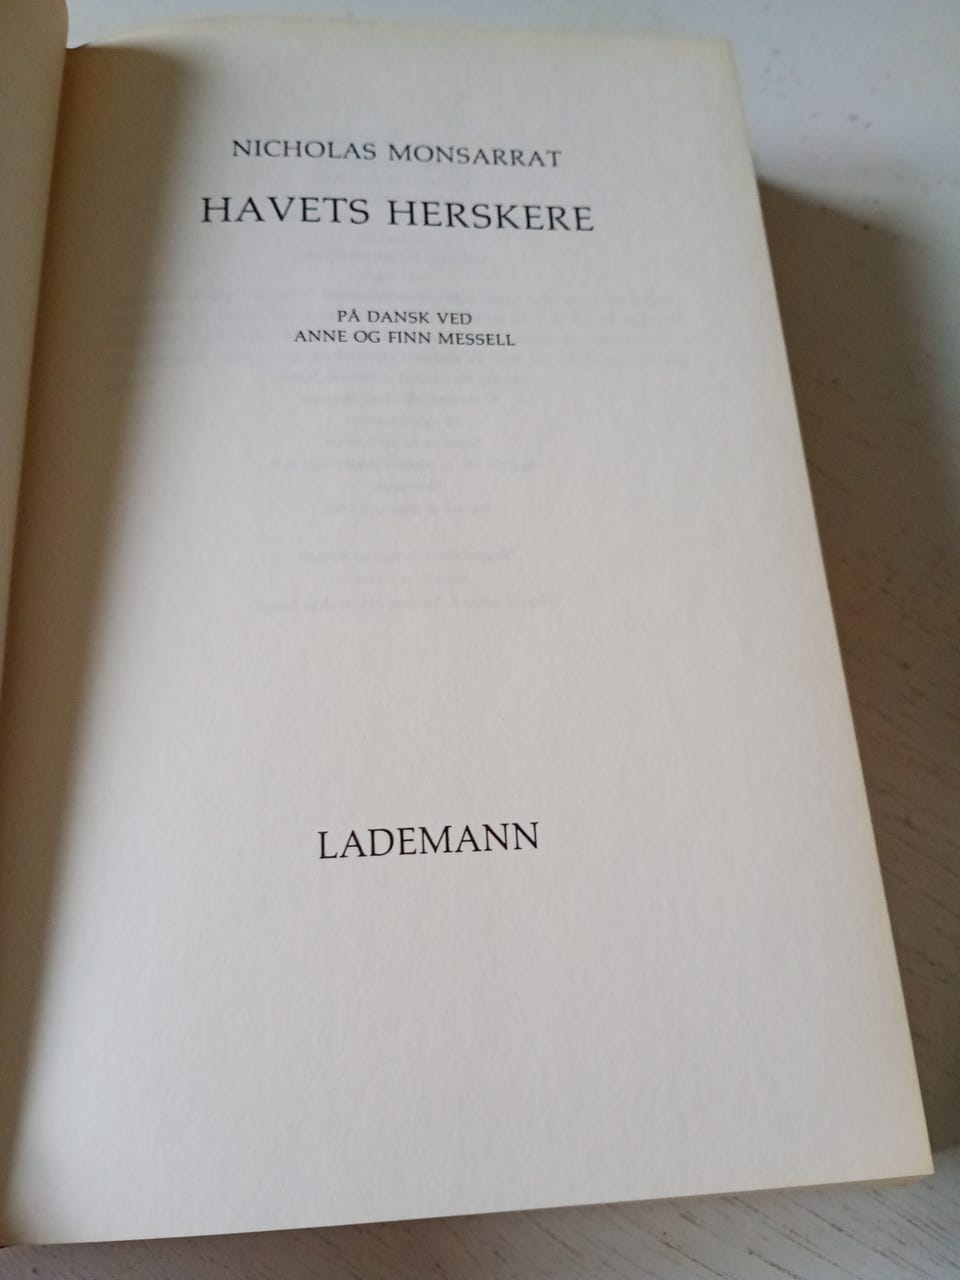 NICHOLAS MONSARRAT
HAVETS HERSKERE
PÅ DANSK VED
ANNE OG FINN MESSELL
LADEMANN